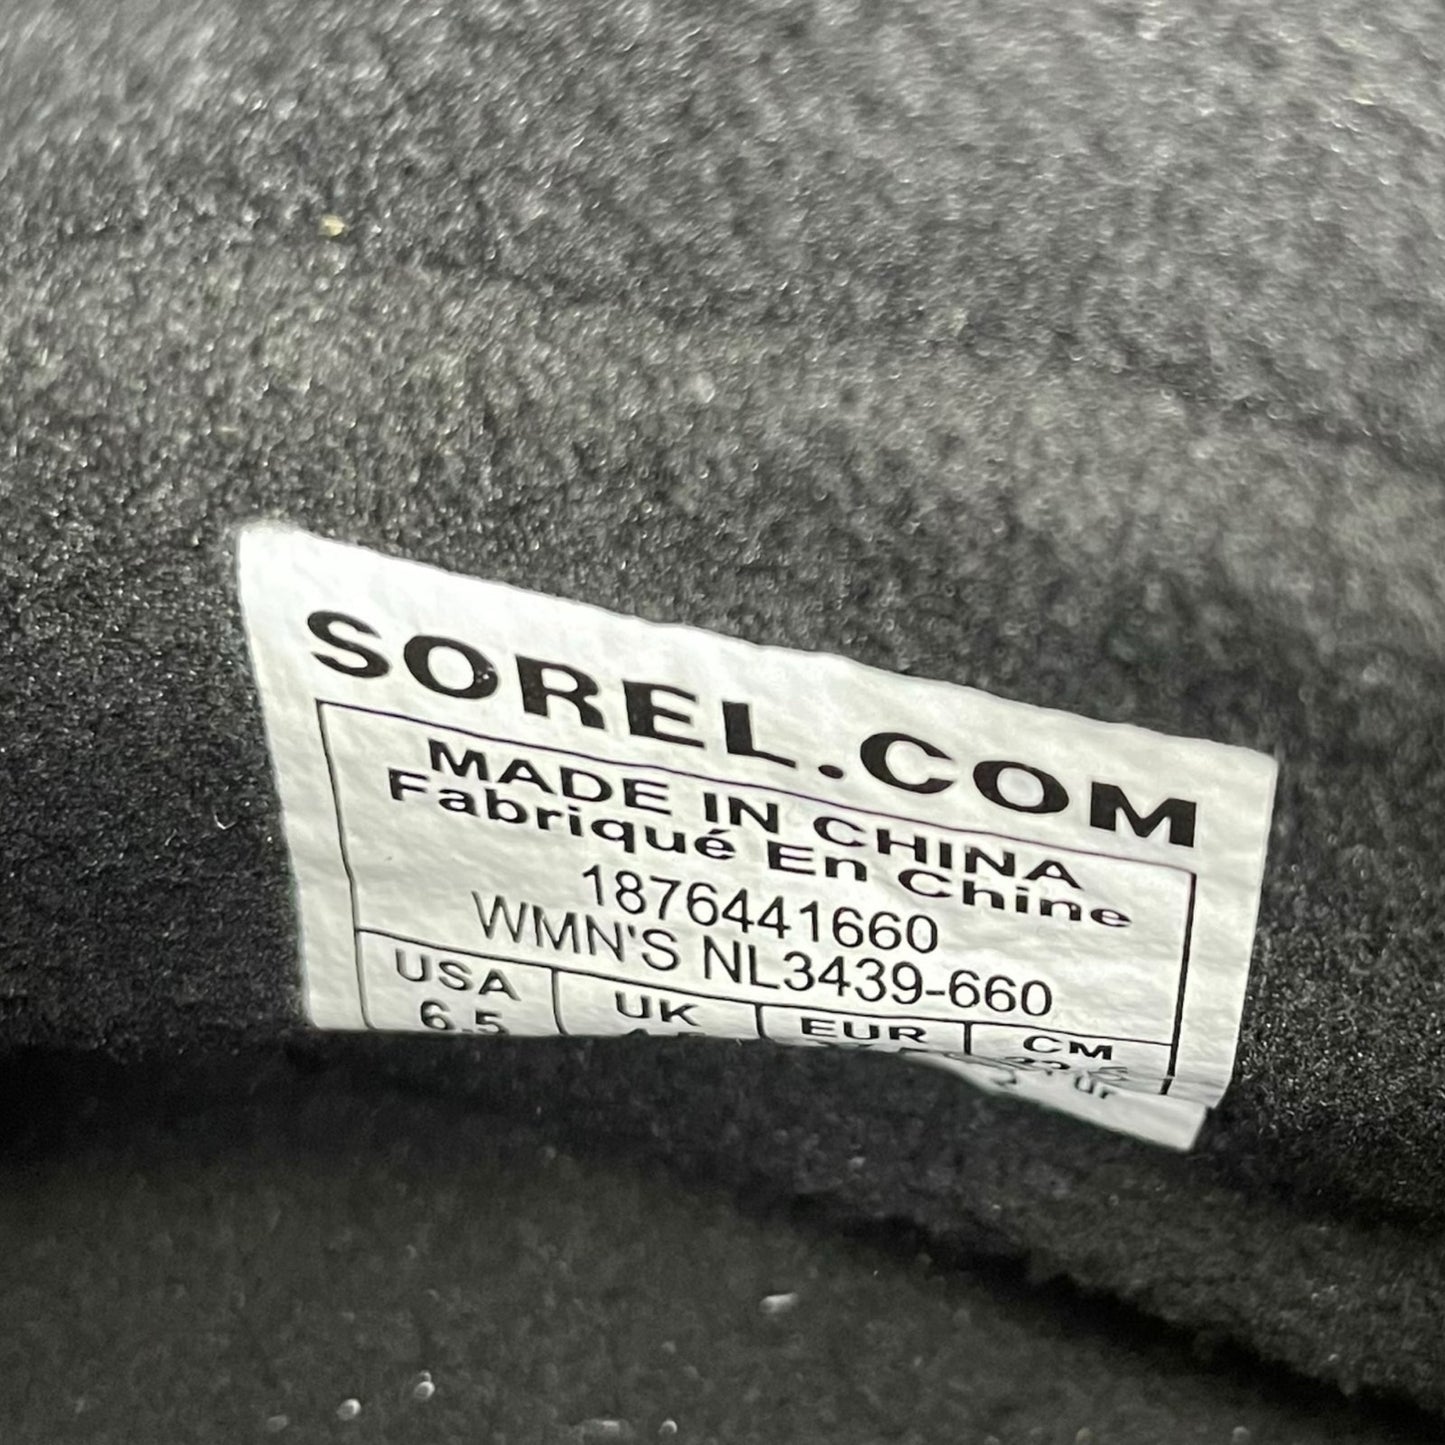 SOREL.COM
MADE IN CHINA
Fabriqué En Chine
1876441660
WMN'S NL3439-660
USA UK EUR CM
6.5